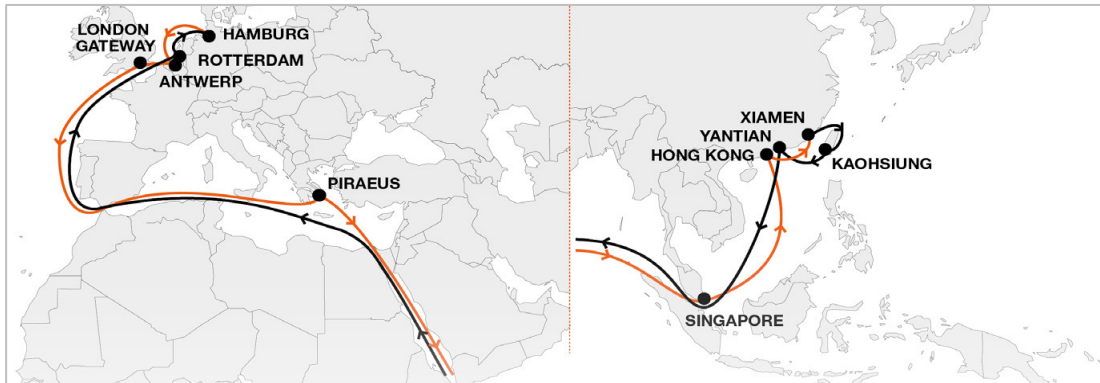 LONDON
GATEWAY
HAMBURG
ROTTERDAM
ANTWERP
PIRAEUS
XIAMEN
YANTIAN
HONG KONG
KAOHSIUNG
SINGAPORE